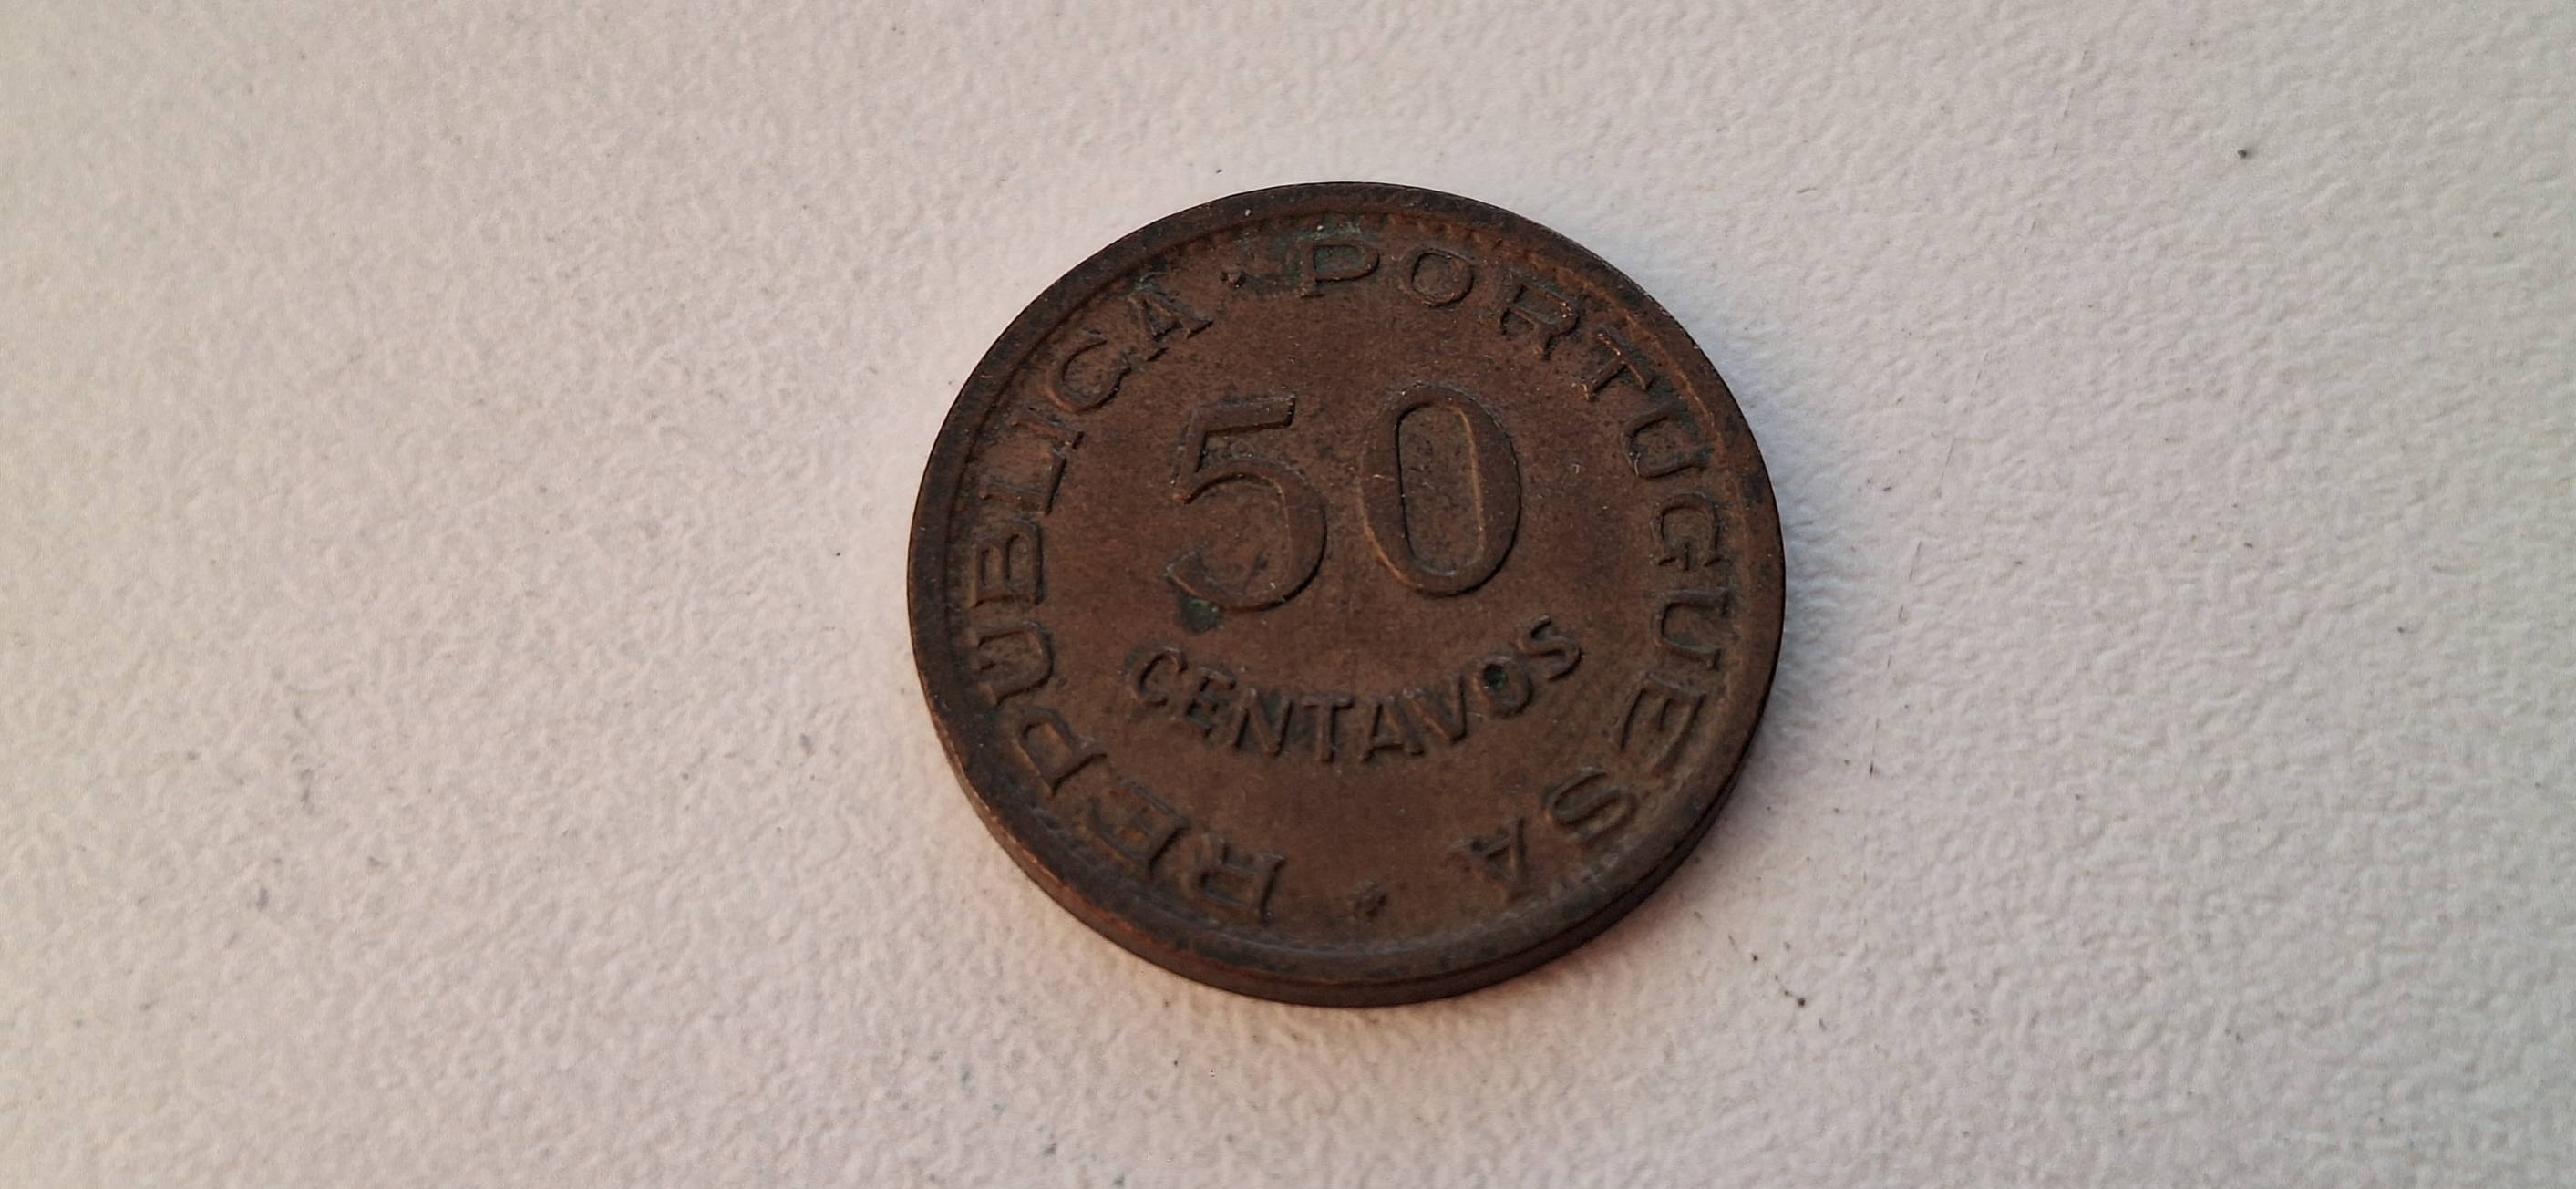 REPUBLICA · PORTUGUESA
50
CENTAVOS